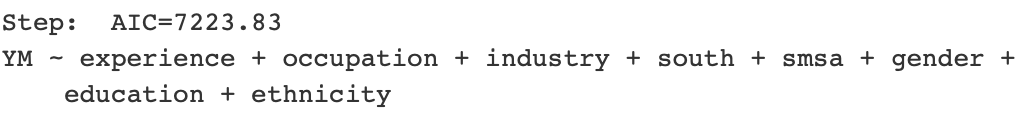 Step:  AIC=7223.83
YM ~ experience + occupation + industry + south + smsa + gender +
    education + ethnicity